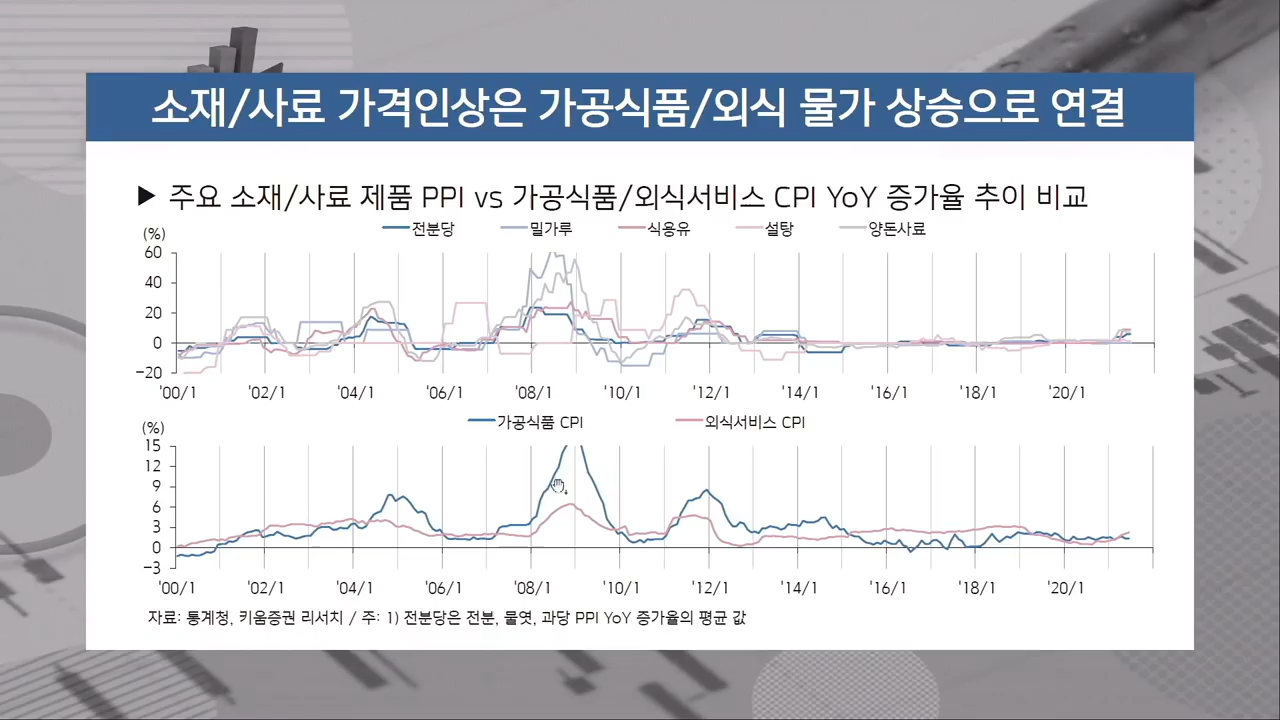 소재/사료 가격인상은 가공식품/외식 물가 상승으로 연결
▶ 주요 소재/사료 제품 PPI vs 가공식품/외식서비스 CPI YoY 증가율 추이 비교
(%)
전분당 밀가루 식용유 설탕 양돈사료
60
40
20
0
-20
'00/1 '02/1 '04/1 '06/1 '08/1 '10/1 '12/1 '14/1 '16/1 '18/1 '20/1
(%)
가공식품 CPI 외식서비스 CPI
15
12
9
6
3
0
-3
'00/1 '02/1 '04/1 '06/1 '08/1 '10/1 '12/1 '14/1 '16/1 '18/1 '20/1
자료: 통계청, 키움증권 리서치 / 주: 1) 전분당은 전분, 물엿, 과당 PPI YoY 증가율의 평균 값